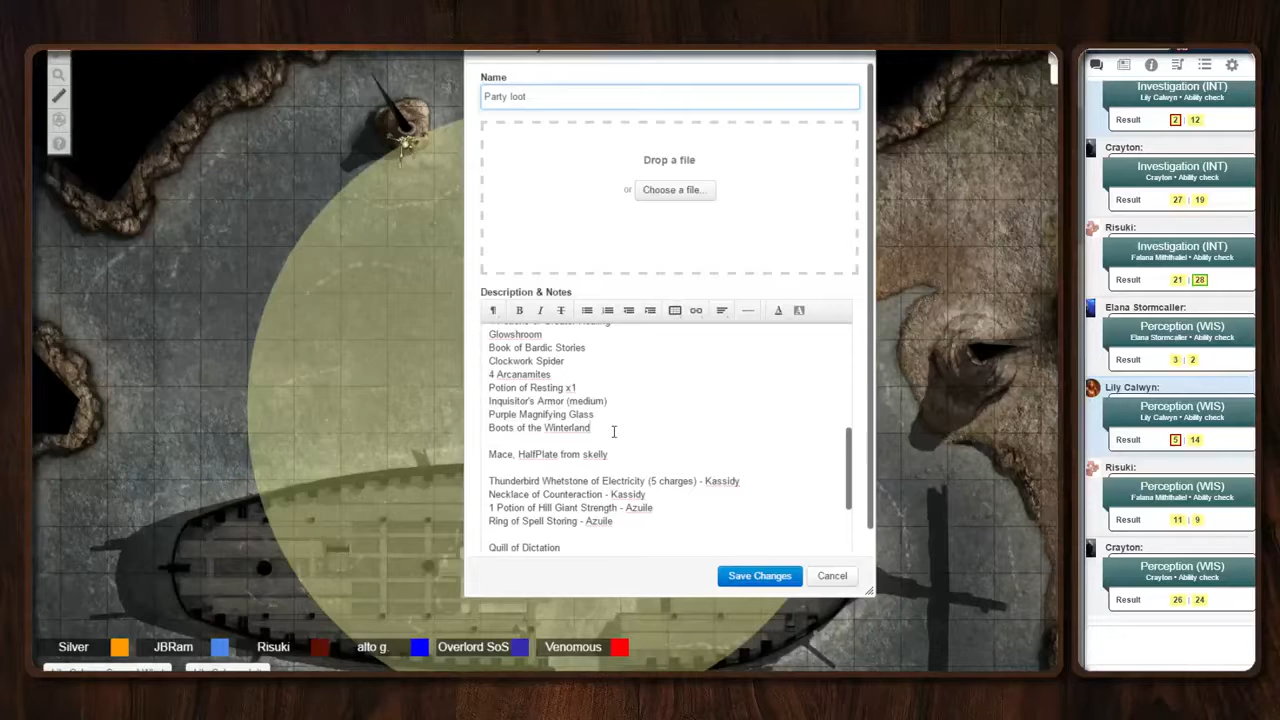 Name
Party loot
Drop a file
or Choose a file...
Description & Notes
Glowshroom
Book of Bardic Stories
Clockwork Spider
4 Arcanamites
Potion of Resting x1
Inquisitor's Armor (medium)
Purple Magnifying Glass
Boots of the Winterland
Mace, HalfPlate from skelly
Thunderbird Whetstone of Electricity (5 charges) - Kassidy
Necklace of Counteraction - Kassidy
1 Potion of Hill Giant Strength - Azuile
Ring of Spell Storing - Azuile
Quill of Dictation
Save Changes
Cancel
Silver
JBRam
Risuki
alto g.
Overlord SoS
Venomous
Investigation (INT)
Lily Calwyn • Ability check
Result 2 | 12
Crayton:
Investigation (INT)
Crayton • Ability check
Result 27 | 19
Risuki:
Investigation (INT)
Falana Miththaliel • Ability check
Result 21 | 28
Elana Stormcaller:
Perception (WIS)
Elana Stormcaller • Ability check
Result 3 | 2
Lily Calwyn:
Perception (WIS)
Lily Calwyn • Ability check
Result 5 | 14
Risuki:
Perception (WIS)
Falana Miththaliel • Ability check
Result 11 | 9
Crayton:
Perception (WIS)
Crayton • Ability check
Result 26 | 24